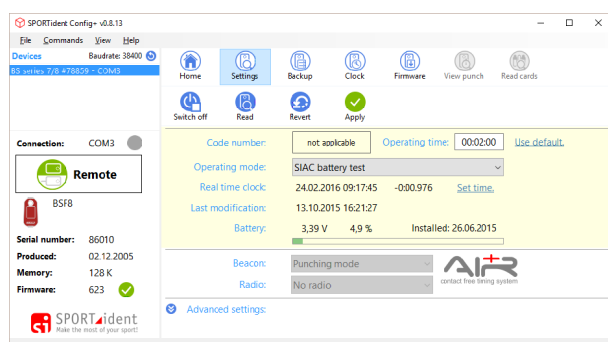 SPORTident Config+ v0.8.13
File Commands View Help
Devices Baudrate: 38400
BS series 7/8 #78859 - COM3
Home Settings Backup Clock Firmware View punch Read cards
Switch off Read Revert Apply
Connection: COM3
Remote
BSF8
Serial number: 86010
Produced: 02.12.2005
Memory: 128 K
Firmware: 623
SPORTident
Make the most of your sport!
Code number: not applicable Operating time: 00:02:00 Use default.
Operating mode: SIAC battery test
Real time clock: 24.02.2016 09:17:45 -0:00.976 Set time.
Last modification: 13.10.2015 16:21:27
Battery: 3,39 V 4,9 % Installed: 26.06.2015
Beacon: Punching mode
Radio: No radio
AIR+
contact free timing system
Advanced settings: